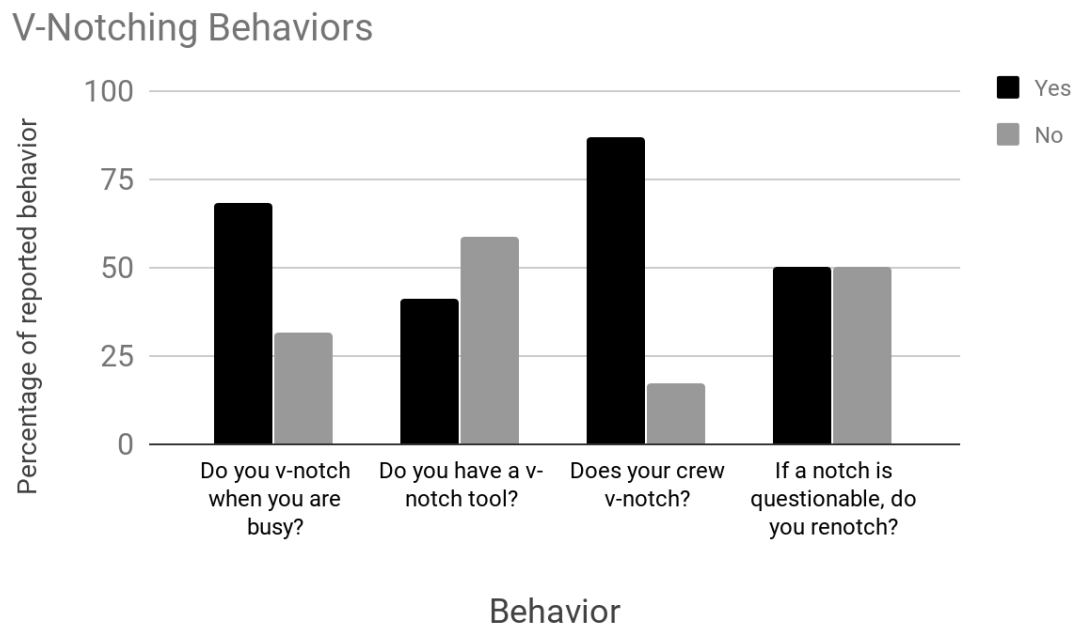 V-Notching Behaviors
Yes
No
Percentage of reported behavior
100
75
50
25
0
Do you v-notch
when you are
busy?
Do you have a v-
notch tool?
Does your crew
v-notch?
If a notch is
questionable, do
you renotch?
Behavior